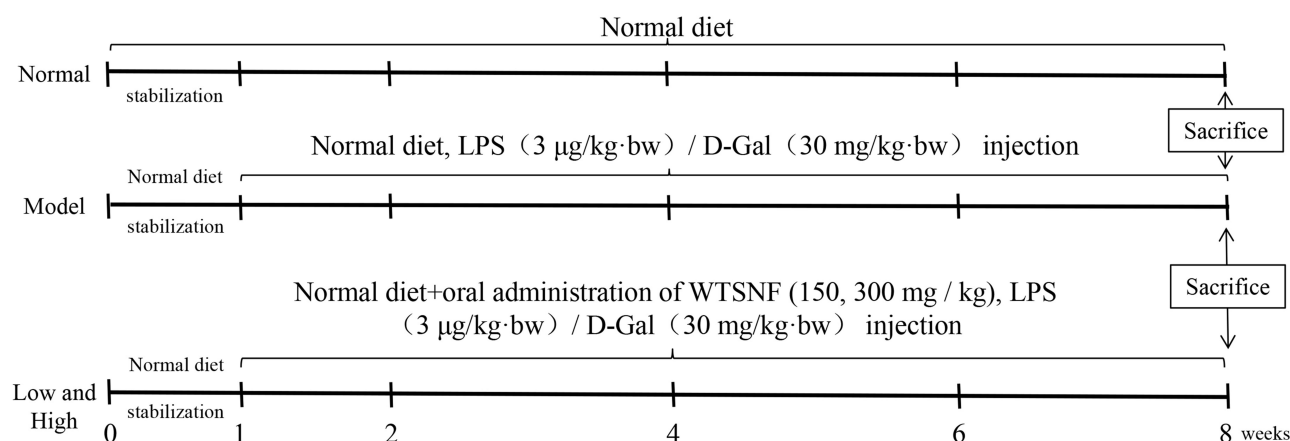 Normal diet
Normal
stabilization
Sacrifice
Normal diet, LPS（3 μg/kg·bw）/ D-Gal（30 mg/kg·bw） injection
Normal diet
Model
stabilization
Sacrifice
Normal diet+oral administration of WTSNF (150, 300 mg / kg), LPS
（3 μg/kg·bw）/ D-Gal（30 mg/kg·bw） injection
Normal diet
Low and
High
stabilization
0 1 2 4 6 8 weeks